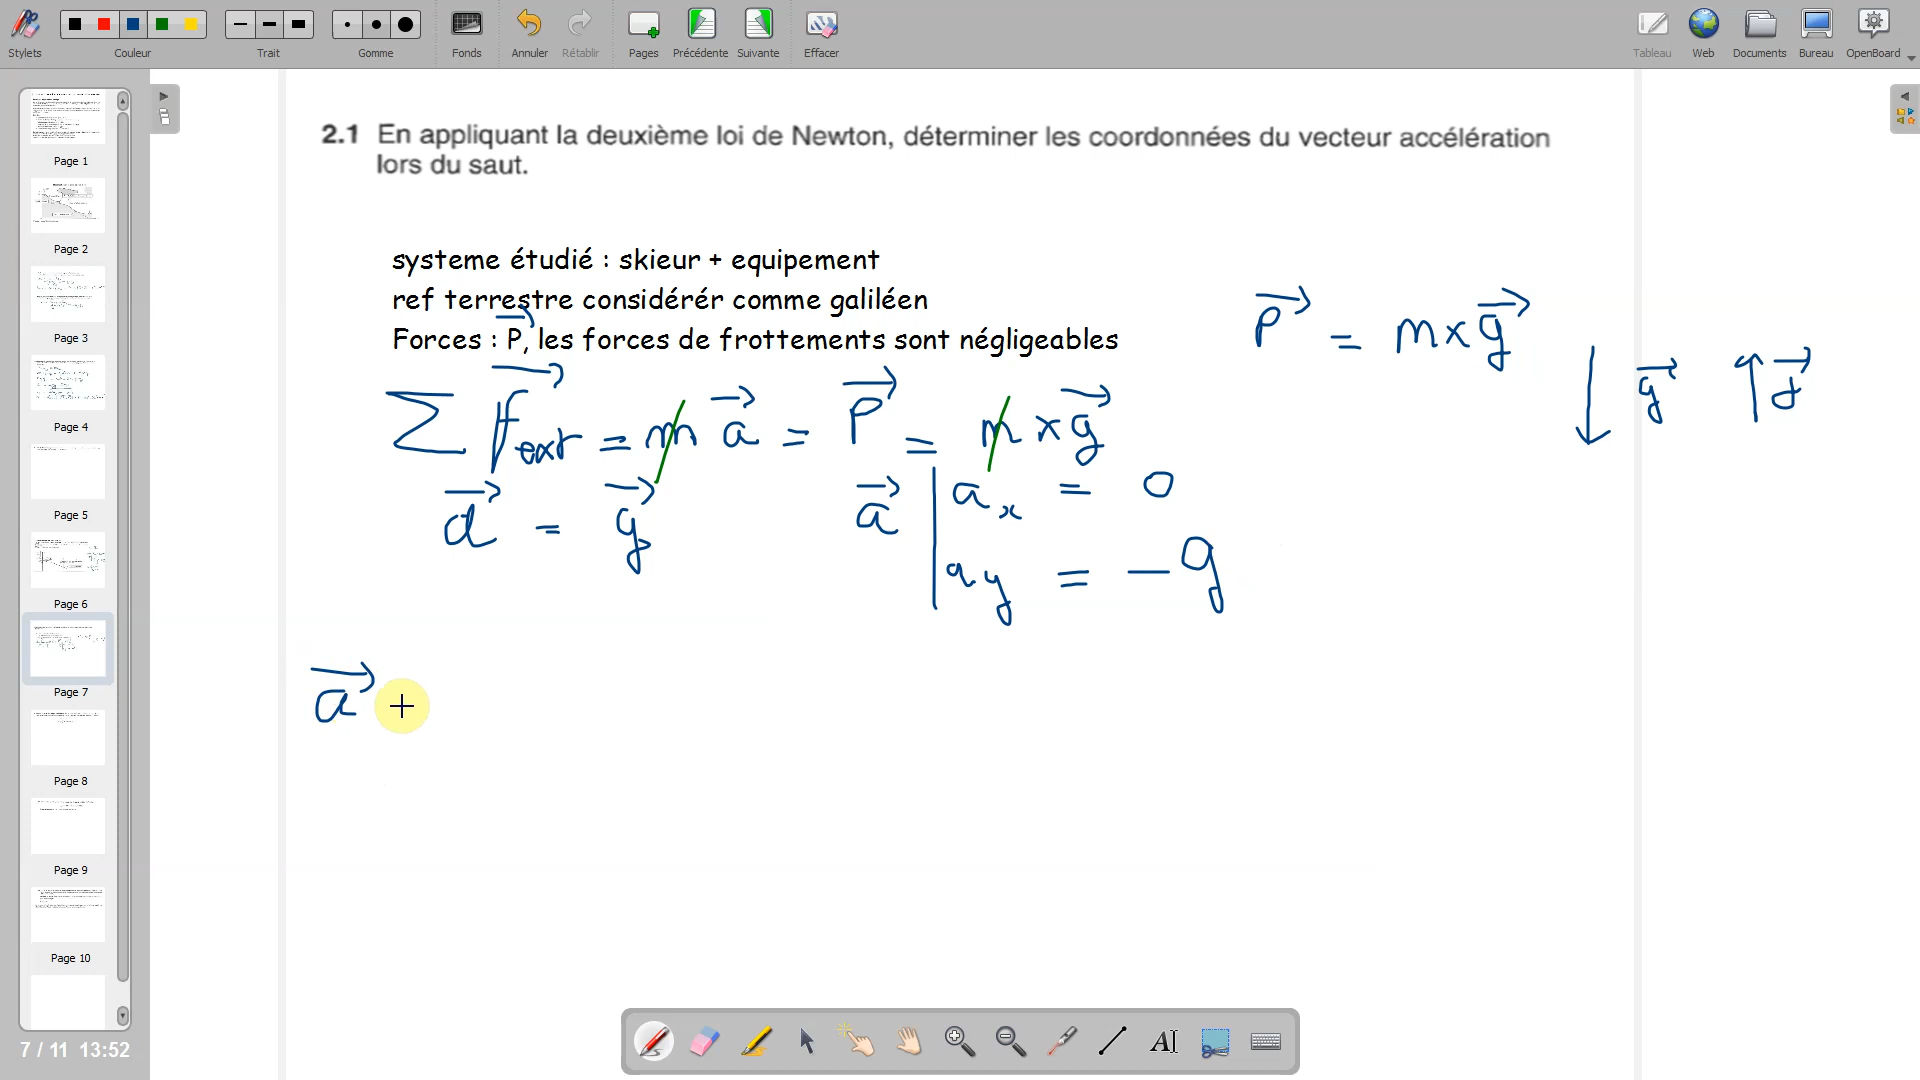 Stylets
Couleur
Trait
Gomme
Fonds
Annuler
Rétablir
Pages
Précédente
Suivante
Effacer
Tableau
Web
Documents
Bureau
OpenBoard
Page 1
Page 2
Page 3
Page 4
Page 5
Page 6
Page 7
Page 8
Page 9
Page 10
7 / 11 13:52
2.1 En appliquant la deuxième loi de Newton, déterminer les coordonnées du vecteur accélération
lors du saut.
systeme étudié : skieur + equipement
ref terrestre considérér comme galiléen
Forces : P, les forces de frottements sont négligeables
P = m x g
g
Σ F ext = m a = P = m x g
a = g
a | ax = 0
ay = - g
a
AI